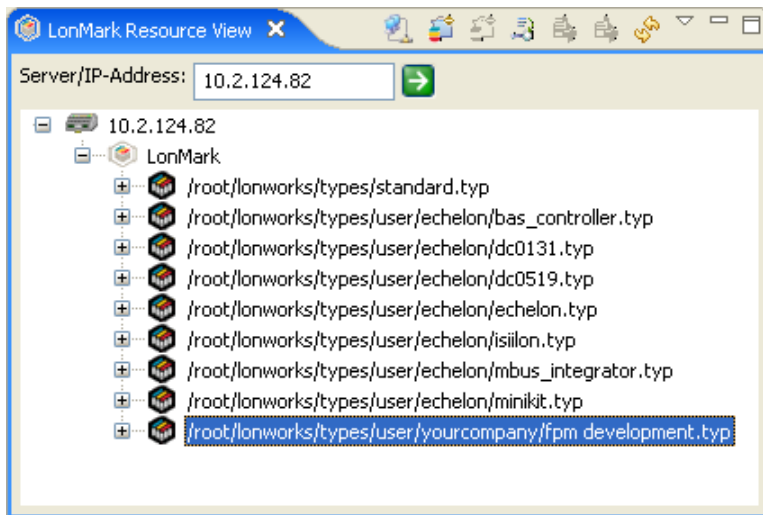 LonMark Resource View
Server/IP-Address: 10.2.124.82
10.2.124.82
LonMark
/root/lonworks/types/standard.typ
/root/lonworks/types/user/echelon/bas_controller.typ
/root/lonworks/types/user/echelon/dc0131.typ
/root/lonworks/types/user/echelon/dc0519.typ
/root/lonworks/types/user/echelon/echelon.typ
/root/lonworks/types/user/echelon/isiilon.typ
/root/lonworks/types/user/echelon/mbus_integrator.typ
/root/lonworks/types/user/echelon/minikit.typ
/root/lonworks/types/user/yourcompany/fpm development.typ